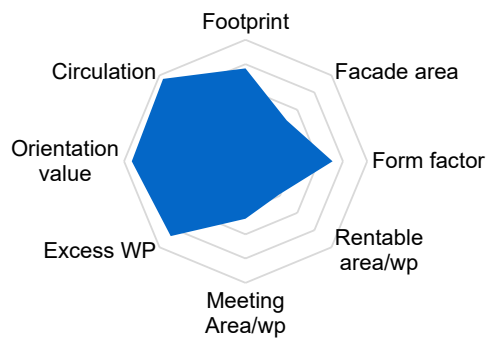 Footprint
Circulation
Facade area
Orientation
value
Form factor
Excess WP
Rentable
area/wp
Meeting
Area/wp